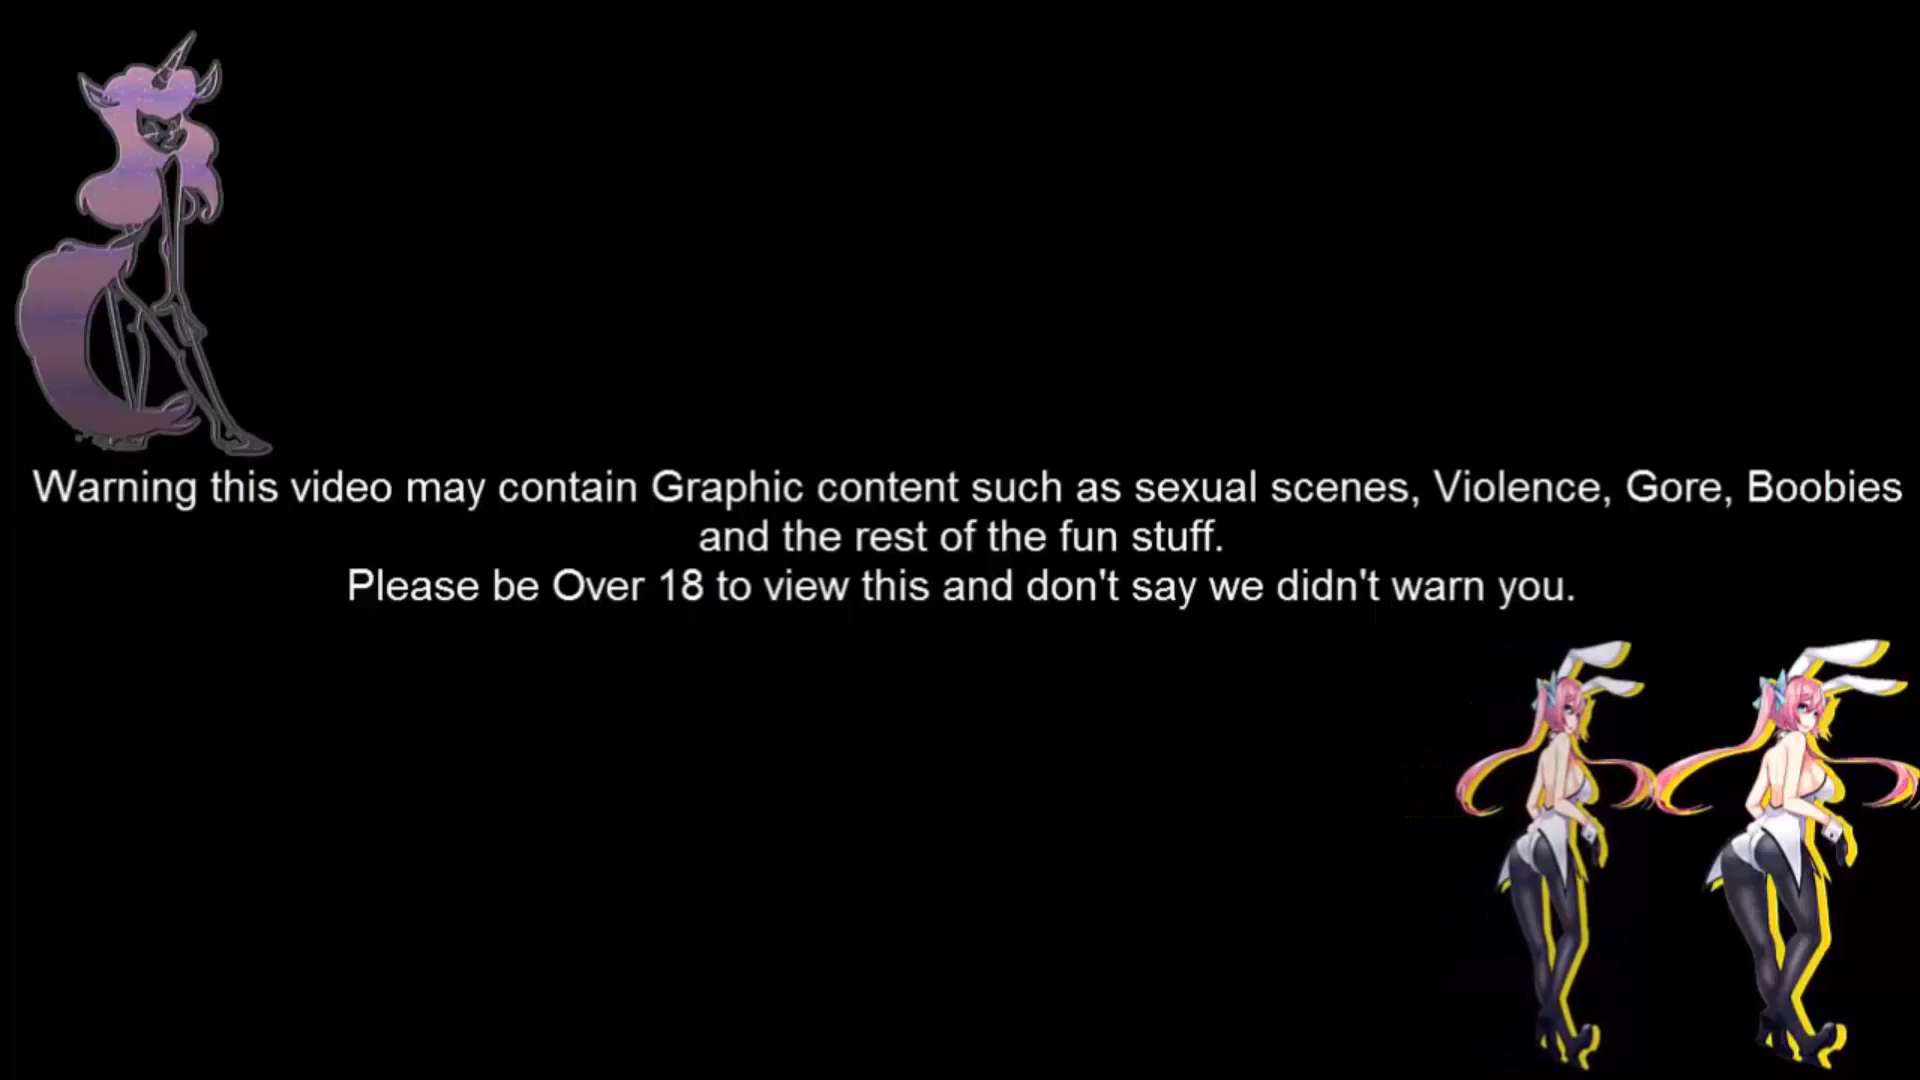 Warning this video may contain Graphic content such as sexual scenes, Violence, Gore, Boobies
and the rest of the fun stuff.
Please be Over 18 to view this and don't say we didn't warn you.